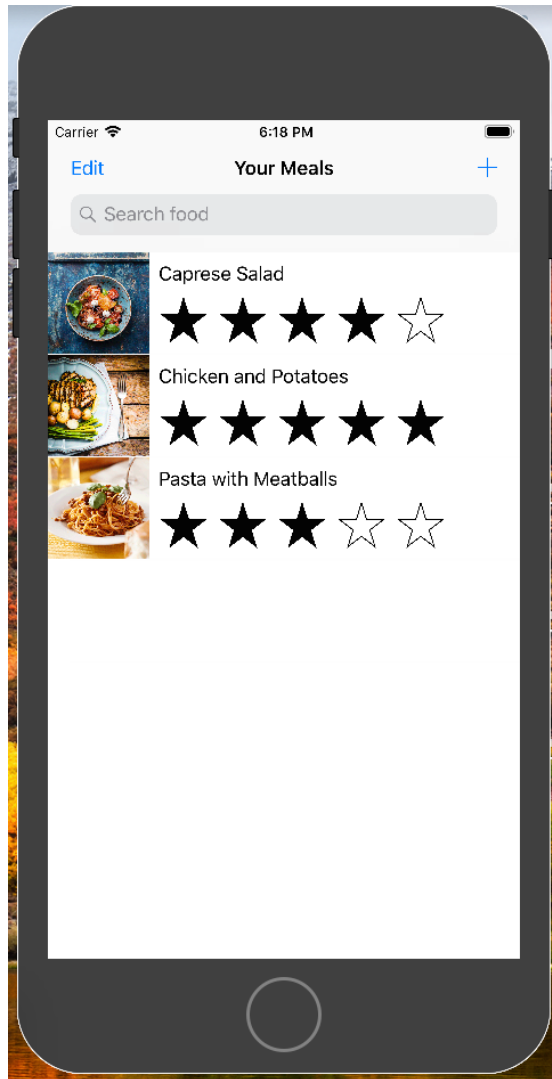 Carrier 6:18 PM
Edit Your Meals
Search food
Caprese Salad
Chicken and Potatoes
Pasta with Meatballs